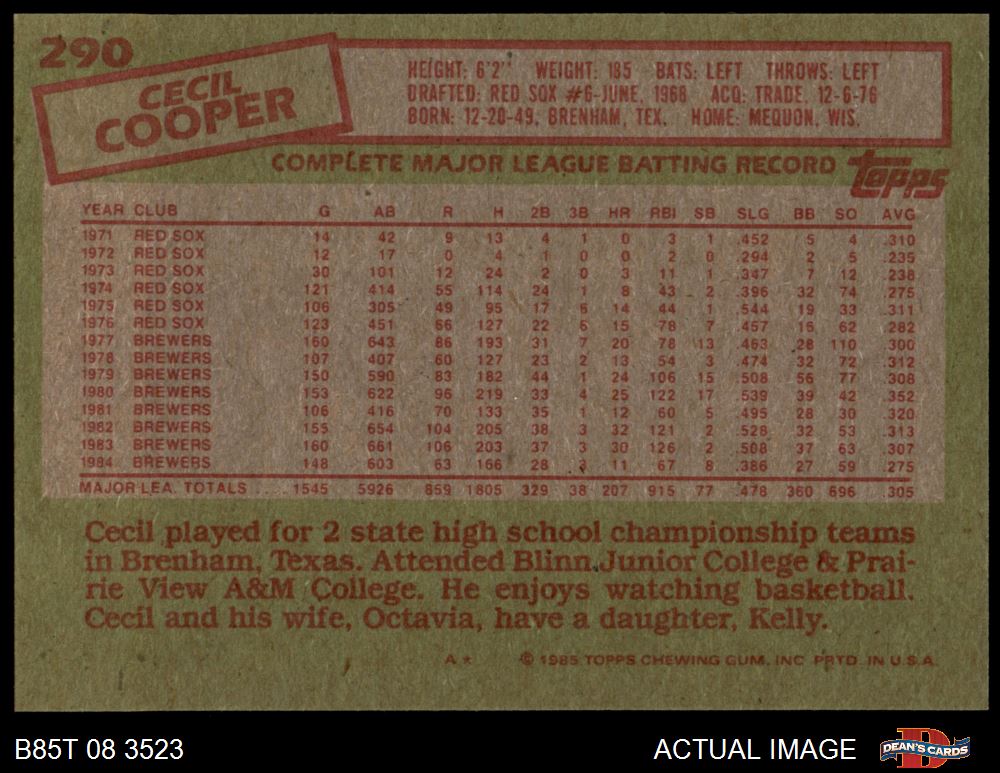 290
CECIL
COOPER
HEIGHT: 6'2" WEIGHT: 185 BATS: LEFT THROWS: LEFT
DRAFTED: RED SOX #6-JUNE, 1968 ACQ: TRADE, 12-6-76
BORN: 12-20-49, BRENHAM, TEX. HOME: MEQUON, WIS.
COMPLETE MAJOR LEAGUE BATTING RECORD
Topps
YEAR CLUB G AB R H 2B 3B HR RBI SB SLG BB SO AVG
1971 RED SOX 14 42 9 13 4 1 0 3 1 .452 5 4 .310
1972 RED SOX 12 17 0 4 1 0 0 2 0 .294 2 5 .235
1973 RED SOX 30 101 12 24 2 0 3 11 1 .347 7 12 .238
1974 RED SOX 121 414 55 114 24 1 8 43 2 .396 32 74 .275
1975 RED SOX 106 305 49 95 17 6 14 44 1 .544 19 33 .311
1976 RED SOX 123 451 66 127 22 6 15 78 7 .457 16 62 .282
1977 BREWERS 160 643 86 193 31 7 20 78 13 .463 28 110 .300
1978 BREWERS 107 407 60 127 23 2 13 54 3 .474 32 72 .312
1979 BREWERS 150 590 83 182 44 1 24 106 15 .508 56 77 .308
1980 BREWERS 153 622 96 219 33 4 25 122 17 .539 39 42 .352
1981 BREWERS 106 416 70 133 35 1 12 60 5 .495 28 30 .320
1982 BREWERS 155 654 104 205 38 3 32 121 2 .528 32 53 .313
1983 BREWERS 160 661 106 203 37 3 30 126 2 .508 37 63 .307
1984 BREWERS 148 603 63 166 28 3 11 67 8 .386 27 59 .275
MAJOR LEA. TOTALS .... 1545 5926 859 1805 329 38 207 915 77 .478 360 696 .305
Cecil played for 2 state high school championship teams
in Brenham, Texas. Attended Blinn Junior College & Prai-
rie View A&M College. He enjoys watching basketball.
Cecil and his wife, Octavia, have a daughter, Kelly.
A* © 1985 TOPPS CHEWING GUM, INC. PRTD. IN U.S.A.
B85T 08 3523
ACTUAL IMAGE
DEAN'S CARDS